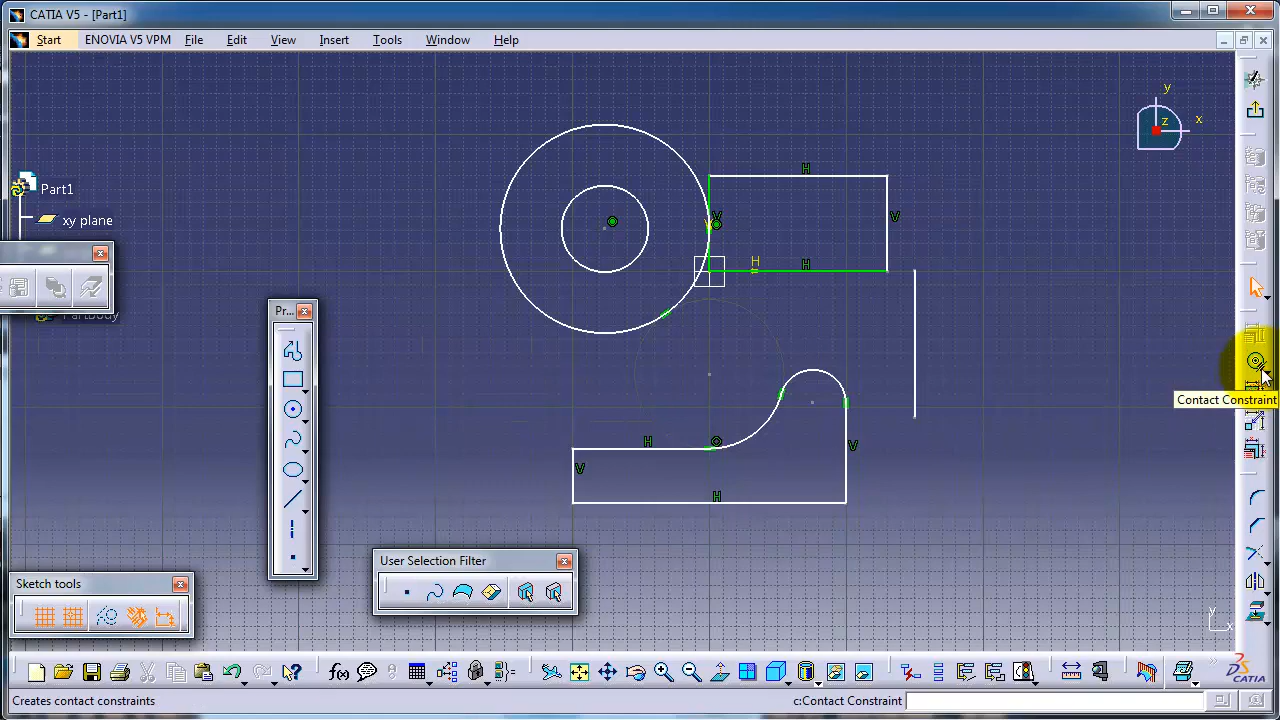 CATIA V5 - [Part1]
Start ENOVIA V5 VPM File Edit View Insert Tools Window Help
y
z x
Part1
xy plane
H
V V
H
H
Pr...
Contact Constraint
H
V
V
H
User Selection Filter
Sketch tools
y
x
f(x)
CATIA
Creates contact constraints
c:Contact Constraint